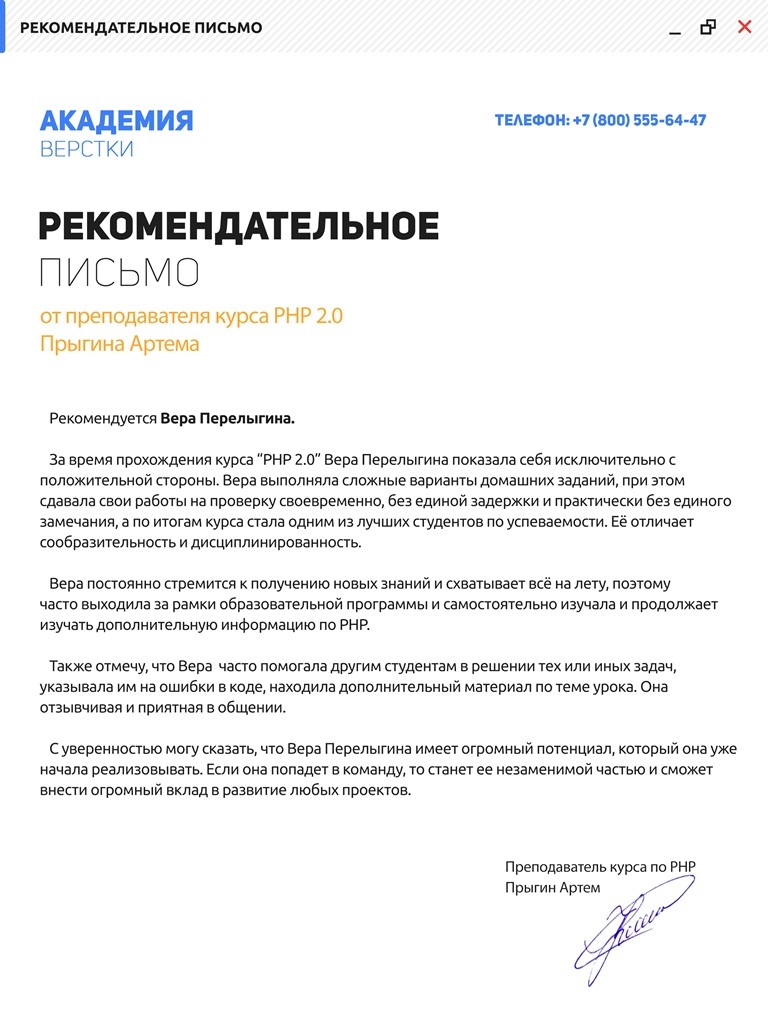 РЕКОМЕНДАТЕЛЬНОЕ ПИСЬМО
АКАДЕМИЯ
ВЕРСТКИ
ТЕЛЕФОН: +7 (800) 555-64-47
РЕКОМЕНДАТЕЛЬНОЕ
ПИСЬМО
от преподавателя курса PHP 2.0
Прыгина Артема
Рекомендуется Вера Перелыгина.
За время прохождения курса “PHP 2.0” Вера Перелыгина показала себя исключительно с
положительной стороны. Вера выполняла сложные варианты домашних заданий, при этом
сдавала свои работы на проверку своевременно, без единой задержки и практически без единого
замечания, а по итогам курса стала одним из лучших студентов по успеваемости. Её отличает
сообразительность и дисциплинированность.
Вера постоянно стремится к получению новых знаний и схватывает всё на лету, поэтому
часто выходила за рамки образовательной программы и самостоятельно изучала и продолжает
изучать дополнительную информацию по PHP.
Также отмечу, что Вера часто помогала другим студентам в решении тех или иных задач,
указывала им на ошибки в коде, находила дополнительный материал по теме урока. Она
отзывчивая и приятная в общении.
С уверенностью могу сказать, что Вера Перелыгина имеет огромный потенциал, который она уже
начала реализовывать. Если она попадет в команду, то станет ее незаменимой частью и сможет
внести огромный вклад в развитие любых проектов.
Преподаватель курса по PHP
Прыгин Артем